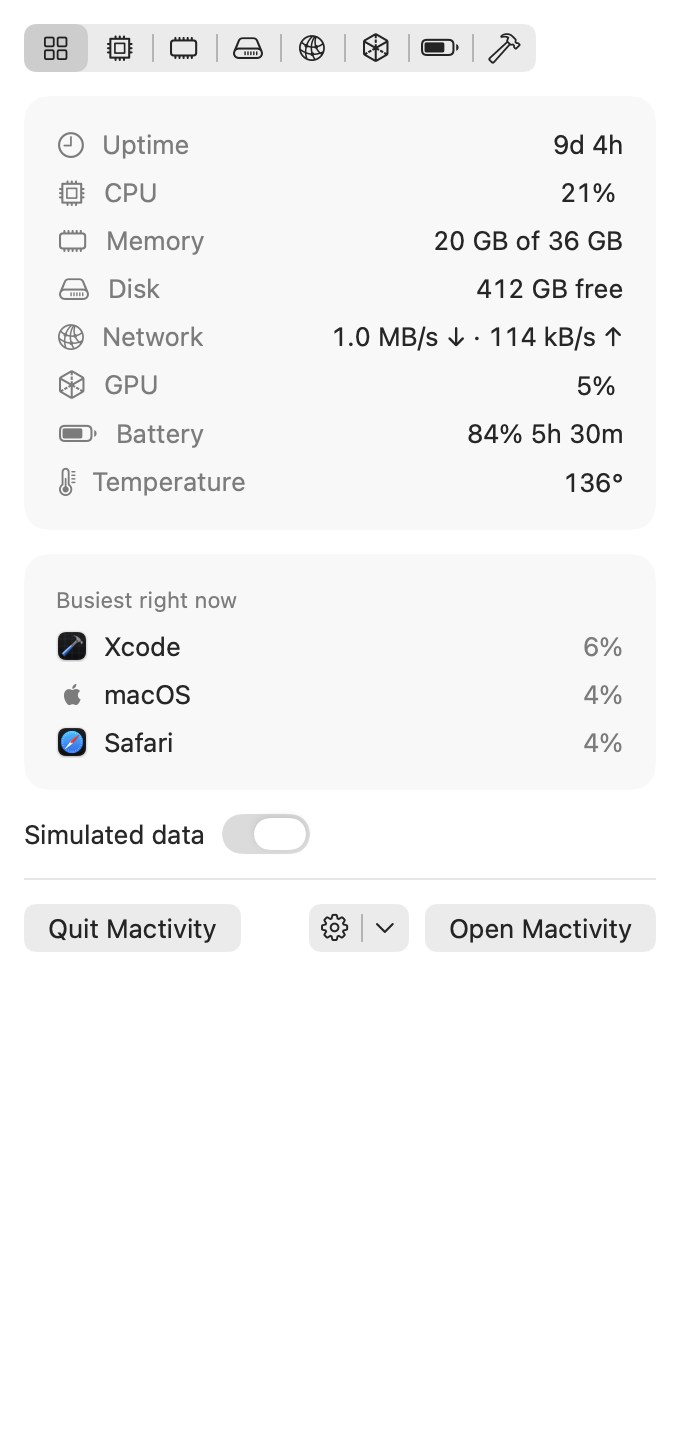 Uptime 9d 4h
CPU 21%
Memory 20 GB of 36 GB
Disk 412 GB free
Network 1.0 MB/s ↓ · 114 kB/s ↑
GPU 5%
Battery 84% 5h 30m
Temperature 136°
Busiest right now
Xcode 6%
macOS 4%
Safari 4%
Simulated data
Quit Mactivity Open Mactivity